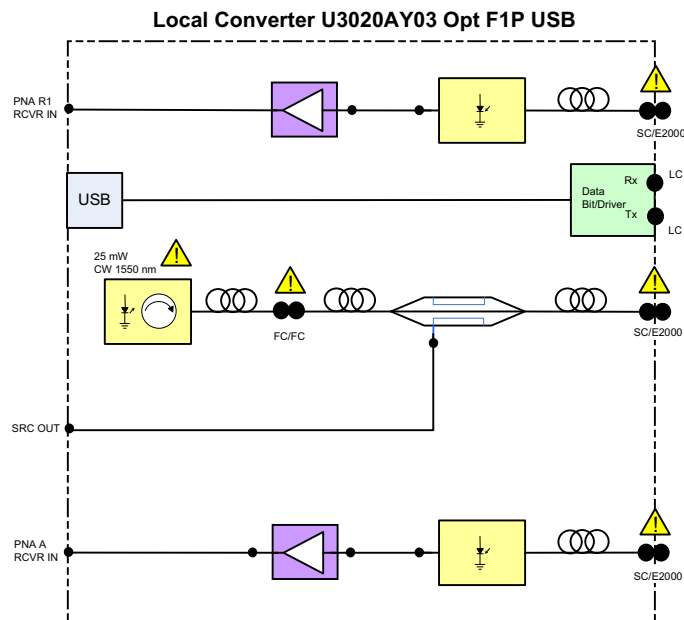 Local Converter U3020AY03 Opt F1P USB
PNA R1
RCVR IN
!
SC/E2000
USB
Data
Bit/Driver
Rx
Tx
LC
LC
25 mW
CW 1550 nm
!
!
FC/FC
!
SC/E2000
SRC OUT
PNA A
RCVR IN
!
SC/E2000